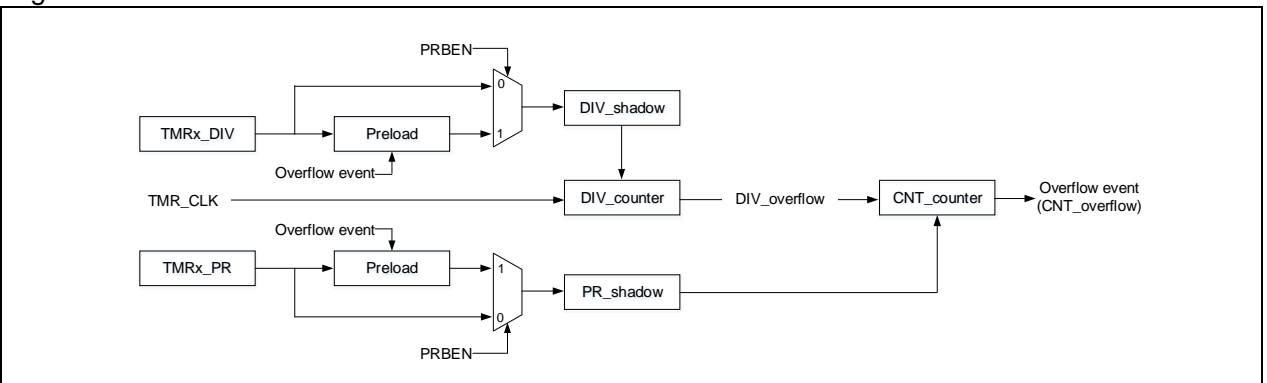 PRBEN
0
DIV_shadow
TMRx_DIV
Preload
1
Overflow event
TMR_CLK
DIV_counter
DIV_overflow
CNT_counter
Overflow event
(CNT_overflow)
Overflow event
TMRx_PR
Preload
1
PR_shadow
0
PRBEN